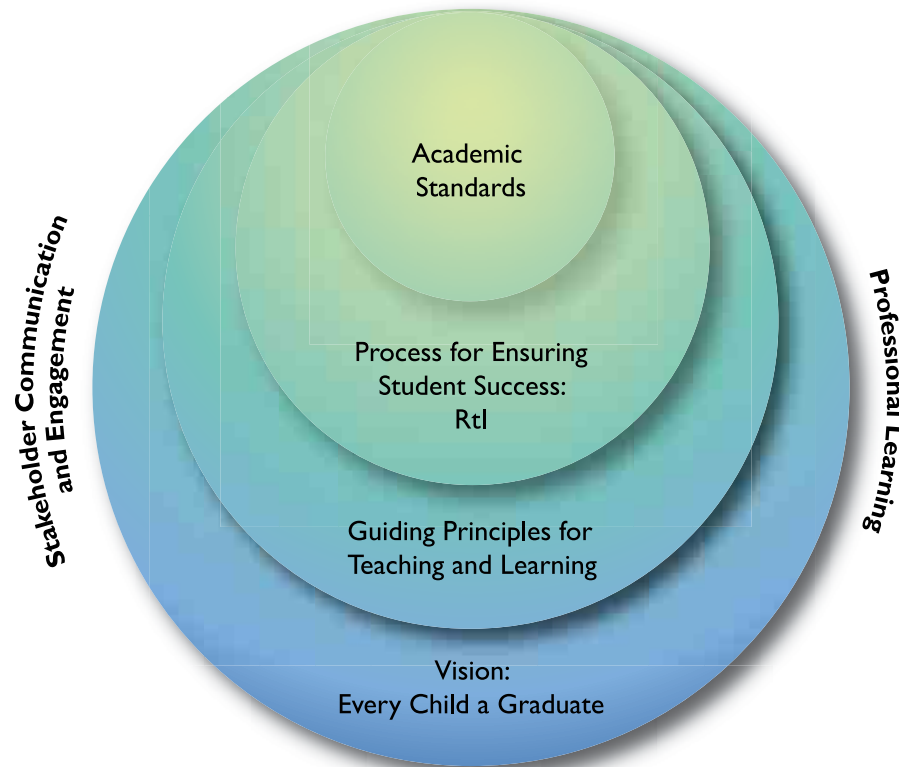 Academic
Standards
Process for Ensuring
Student Success:
RtI
Guiding Principles for
Teaching and Learning
Vision:
Every Child a Graduate
Stakeholder Communication
and Engagement
Professional Learning